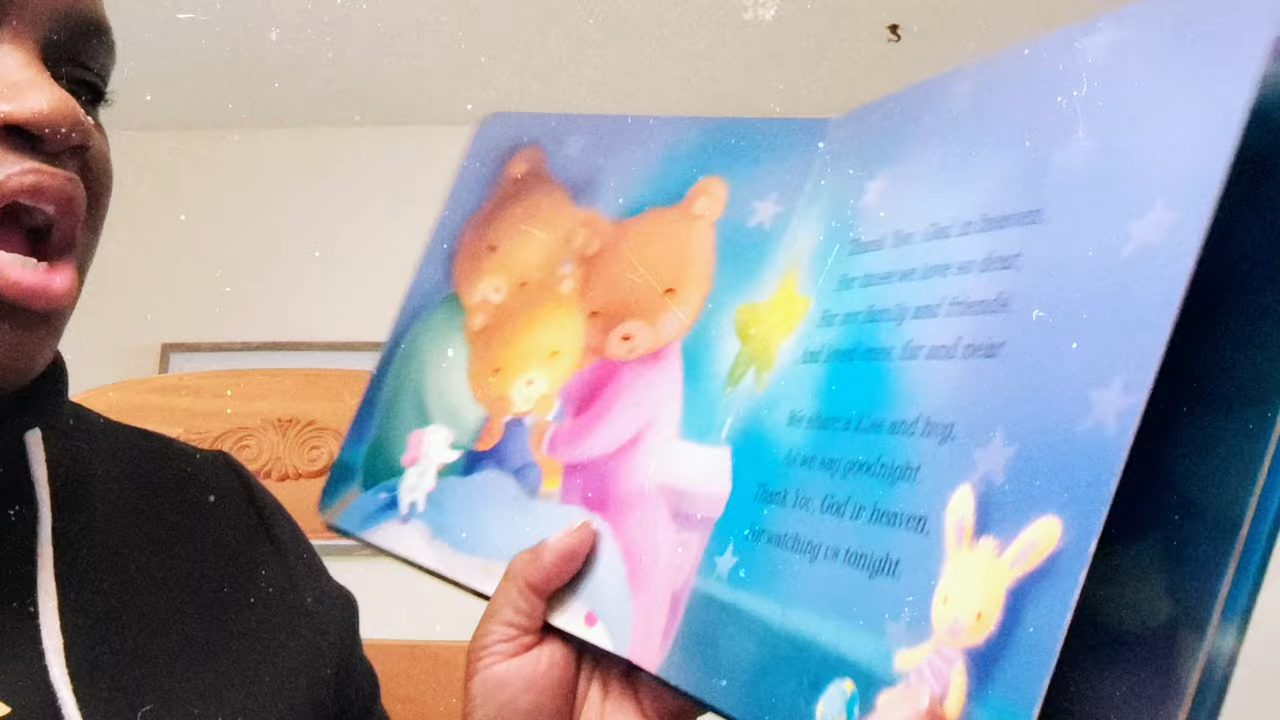 Thank You, God in heaven,
For those we love so dear,
For our family and friends,
And loved ones, far and near.
We share a kiss and hug,
As we say goodnight.
Thank You, God in heaven,
For watching us tonight.